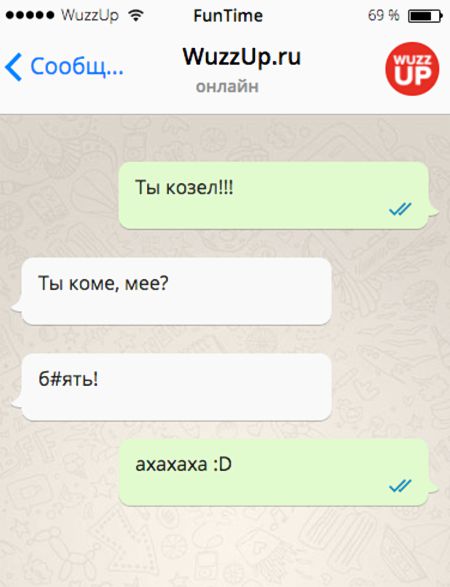 WuzzUp FunTime 69 %
Сообщ... WuzzUp.ru WUZZ UP
онлайн
Ты козел!!!
Ты коме, мее?
б#ять!
ахахаха :D